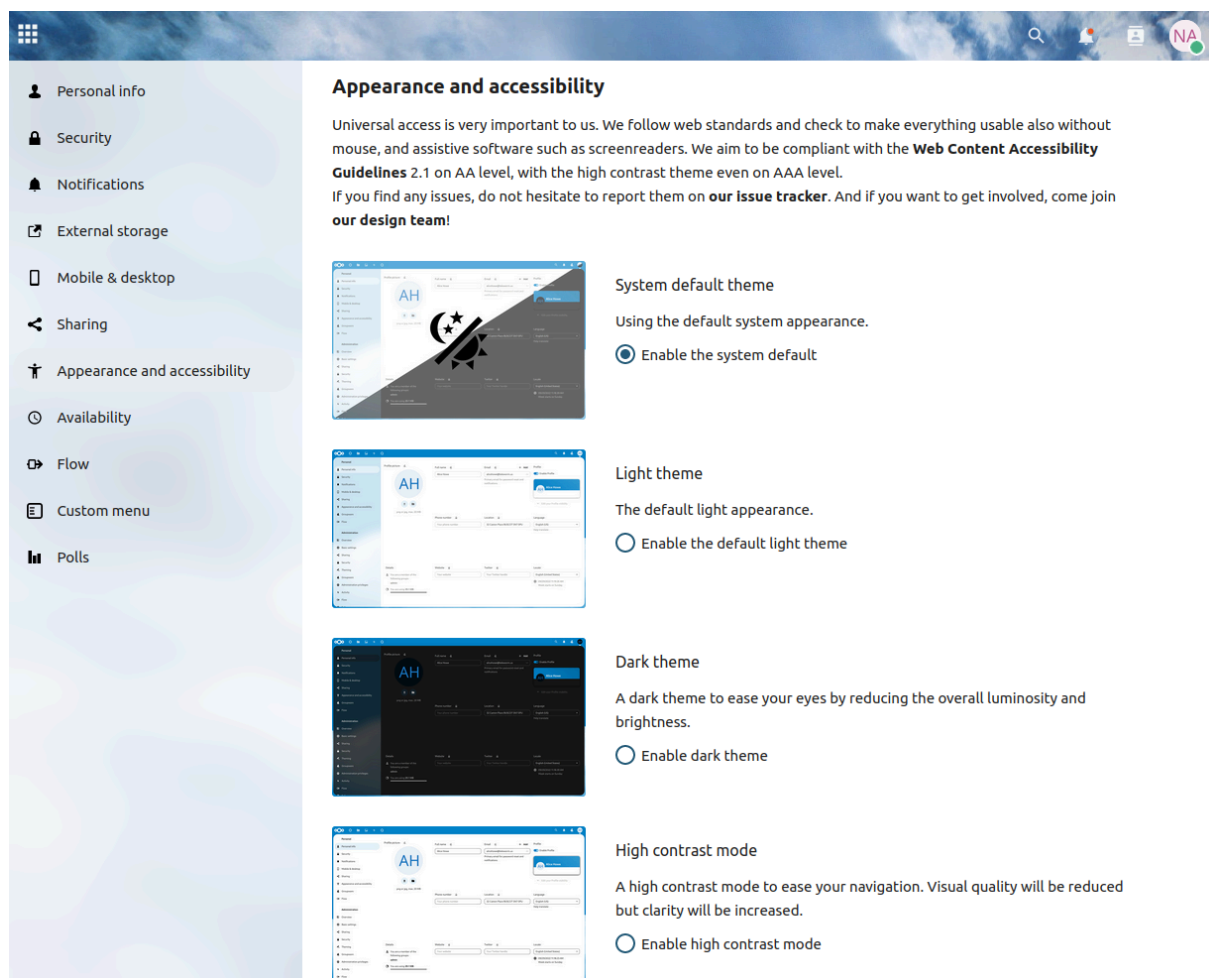 NA
Personal info
Security
Notifications
External storage
Mobile & desktop
Sharing
Appearance and accessibility
Availability
Flow
Custom menu
Polls
Appearance and accessibility
Universal access is very important to us. We follow web standards and check to make everything usable also without
mouse, and assistive software such as screenreaders. We aim to be compliant with the Web Content Accessibility
Guidelines 2.1 on AA level, with the high contrast theme even on AAA level.
If you find any issues, do not hesitate to report them on our issue tracker. And if you want to get involved, come join
our design team!
AH
System default theme
Using the default system appearance.
Enable the system default
AH
Light theme
The default light appearance.
Enable the default light theme
AH
Dark theme
A dark theme to ease your eyes by reducing the overall luminosity and
brightness.
Enable dark theme
AH
High contrast mode
A high contrast mode to ease your navigation. Visual quality will be reduced
but clarity will be increased.
Enable high contrast mode